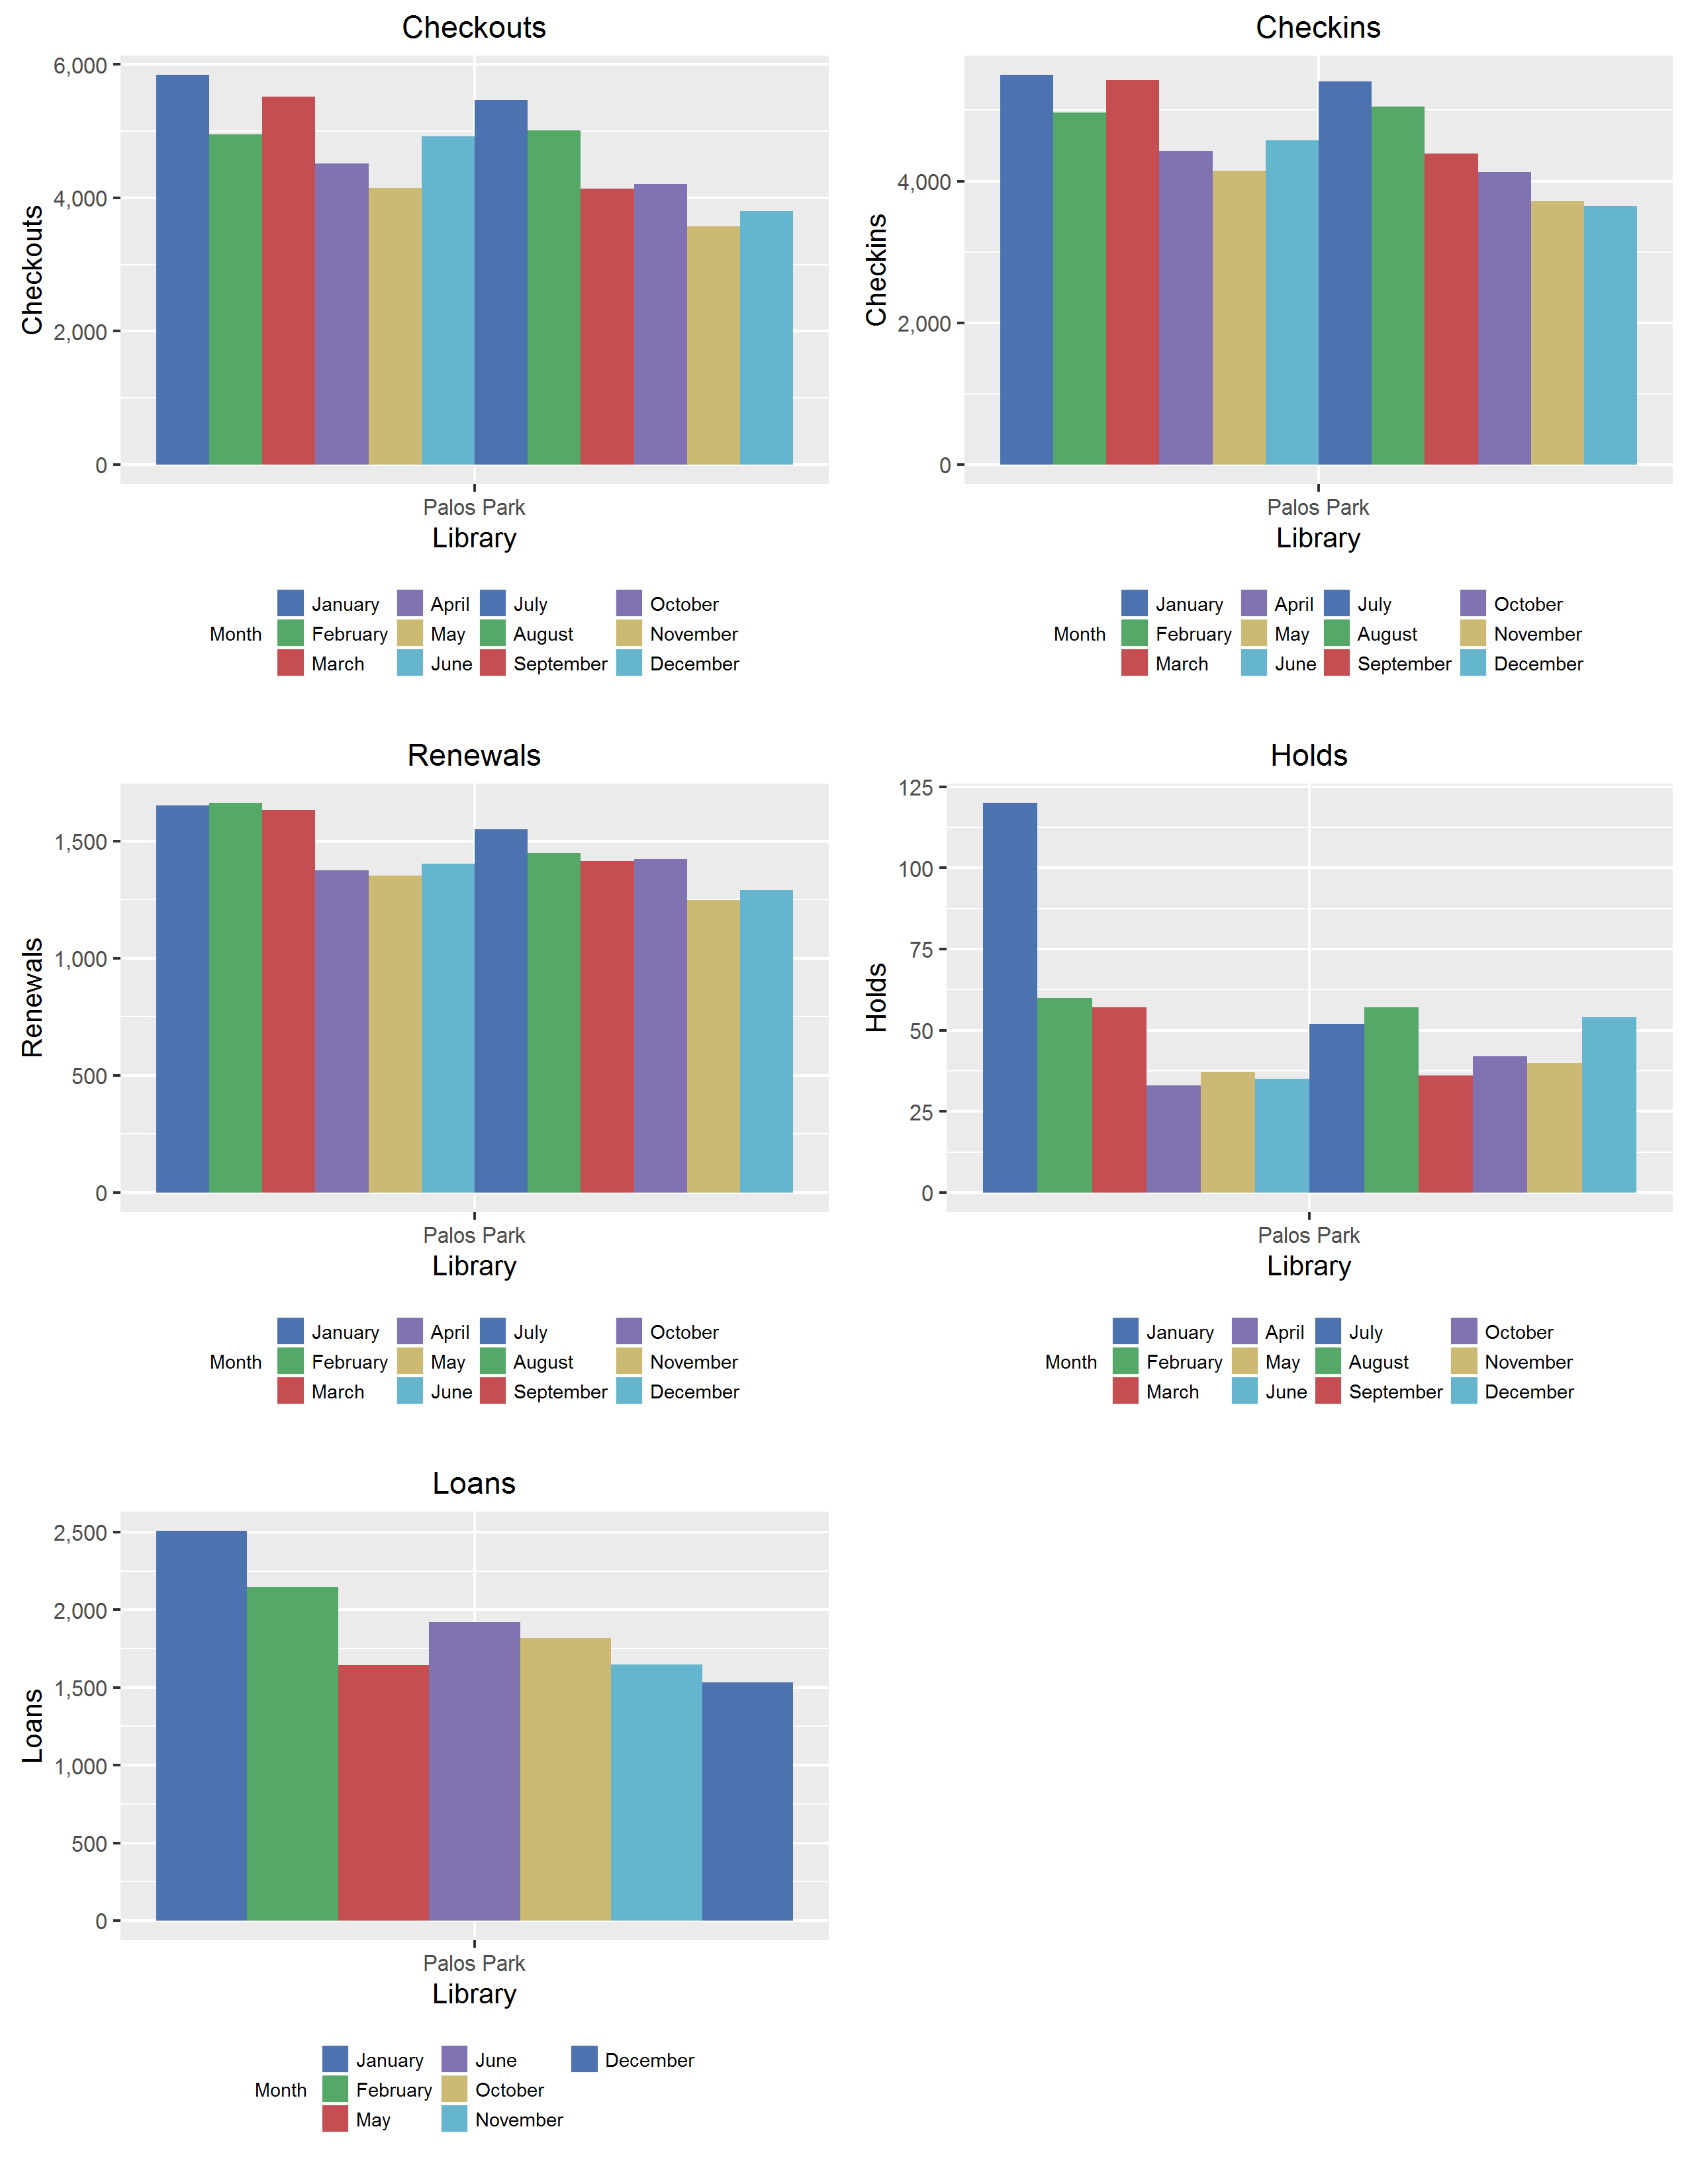 Checkouts
6,000
4,000
2,000
0
Checkouts
Palos Park
Library
Month
January April July October
February May August November
March June September December
Checkins
4,000
2,000
0
Checkins
Palos Park
Library
Month
January April July October
February May August November
March June September December
Renewals
1,500
1,000
500
0
Renewals
Palos Park
Library
Month
January April July October
February May August November
March June September December
Holds
125
100
75
50
25
0
Holds
Palos Park
Library
Month
January April July October
February May August November
March June September December
Loans
2,500
2,000
1,500
1,000
500
0
Loans
Palos Park
Library
Month
January June December
February October
May November